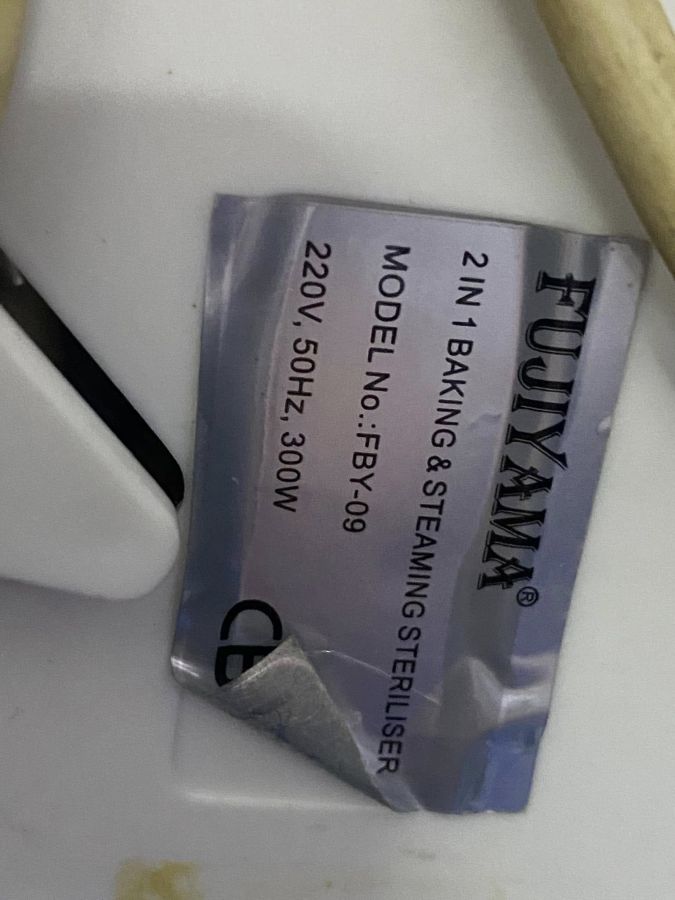 FUJIYAMA®
2 IN 1 BAKING & STEAMING STERILISER
MODEL No.:FBY-09
220V, 50Hz, 300W
CE